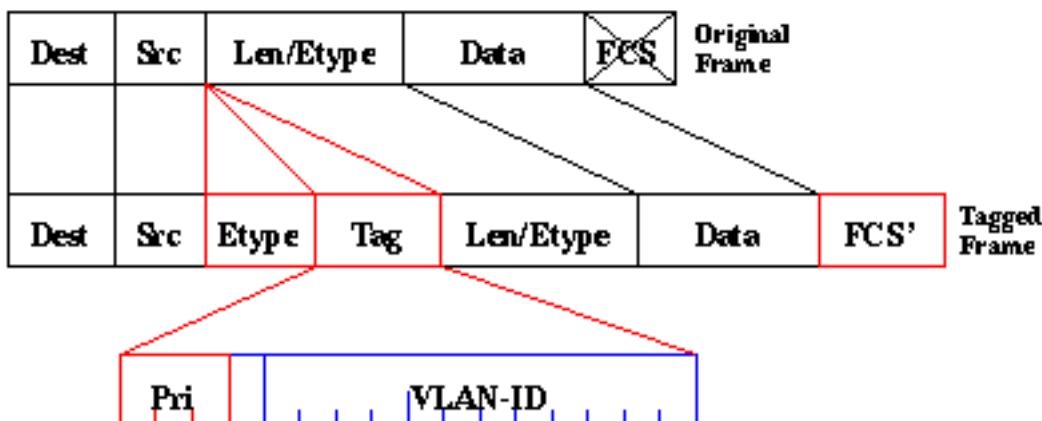 Dest Src Len/Etype Data FCS Original
Frame
Dest Src Etype Tag Len/Etype Data FCS’ Tagged
Frame
Pri VLAN-ID